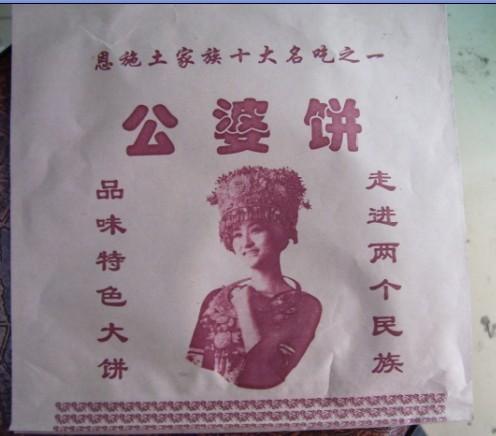 恩施土家族十大名吃之一
公婆饼
走进两个民族
品味特色大饼